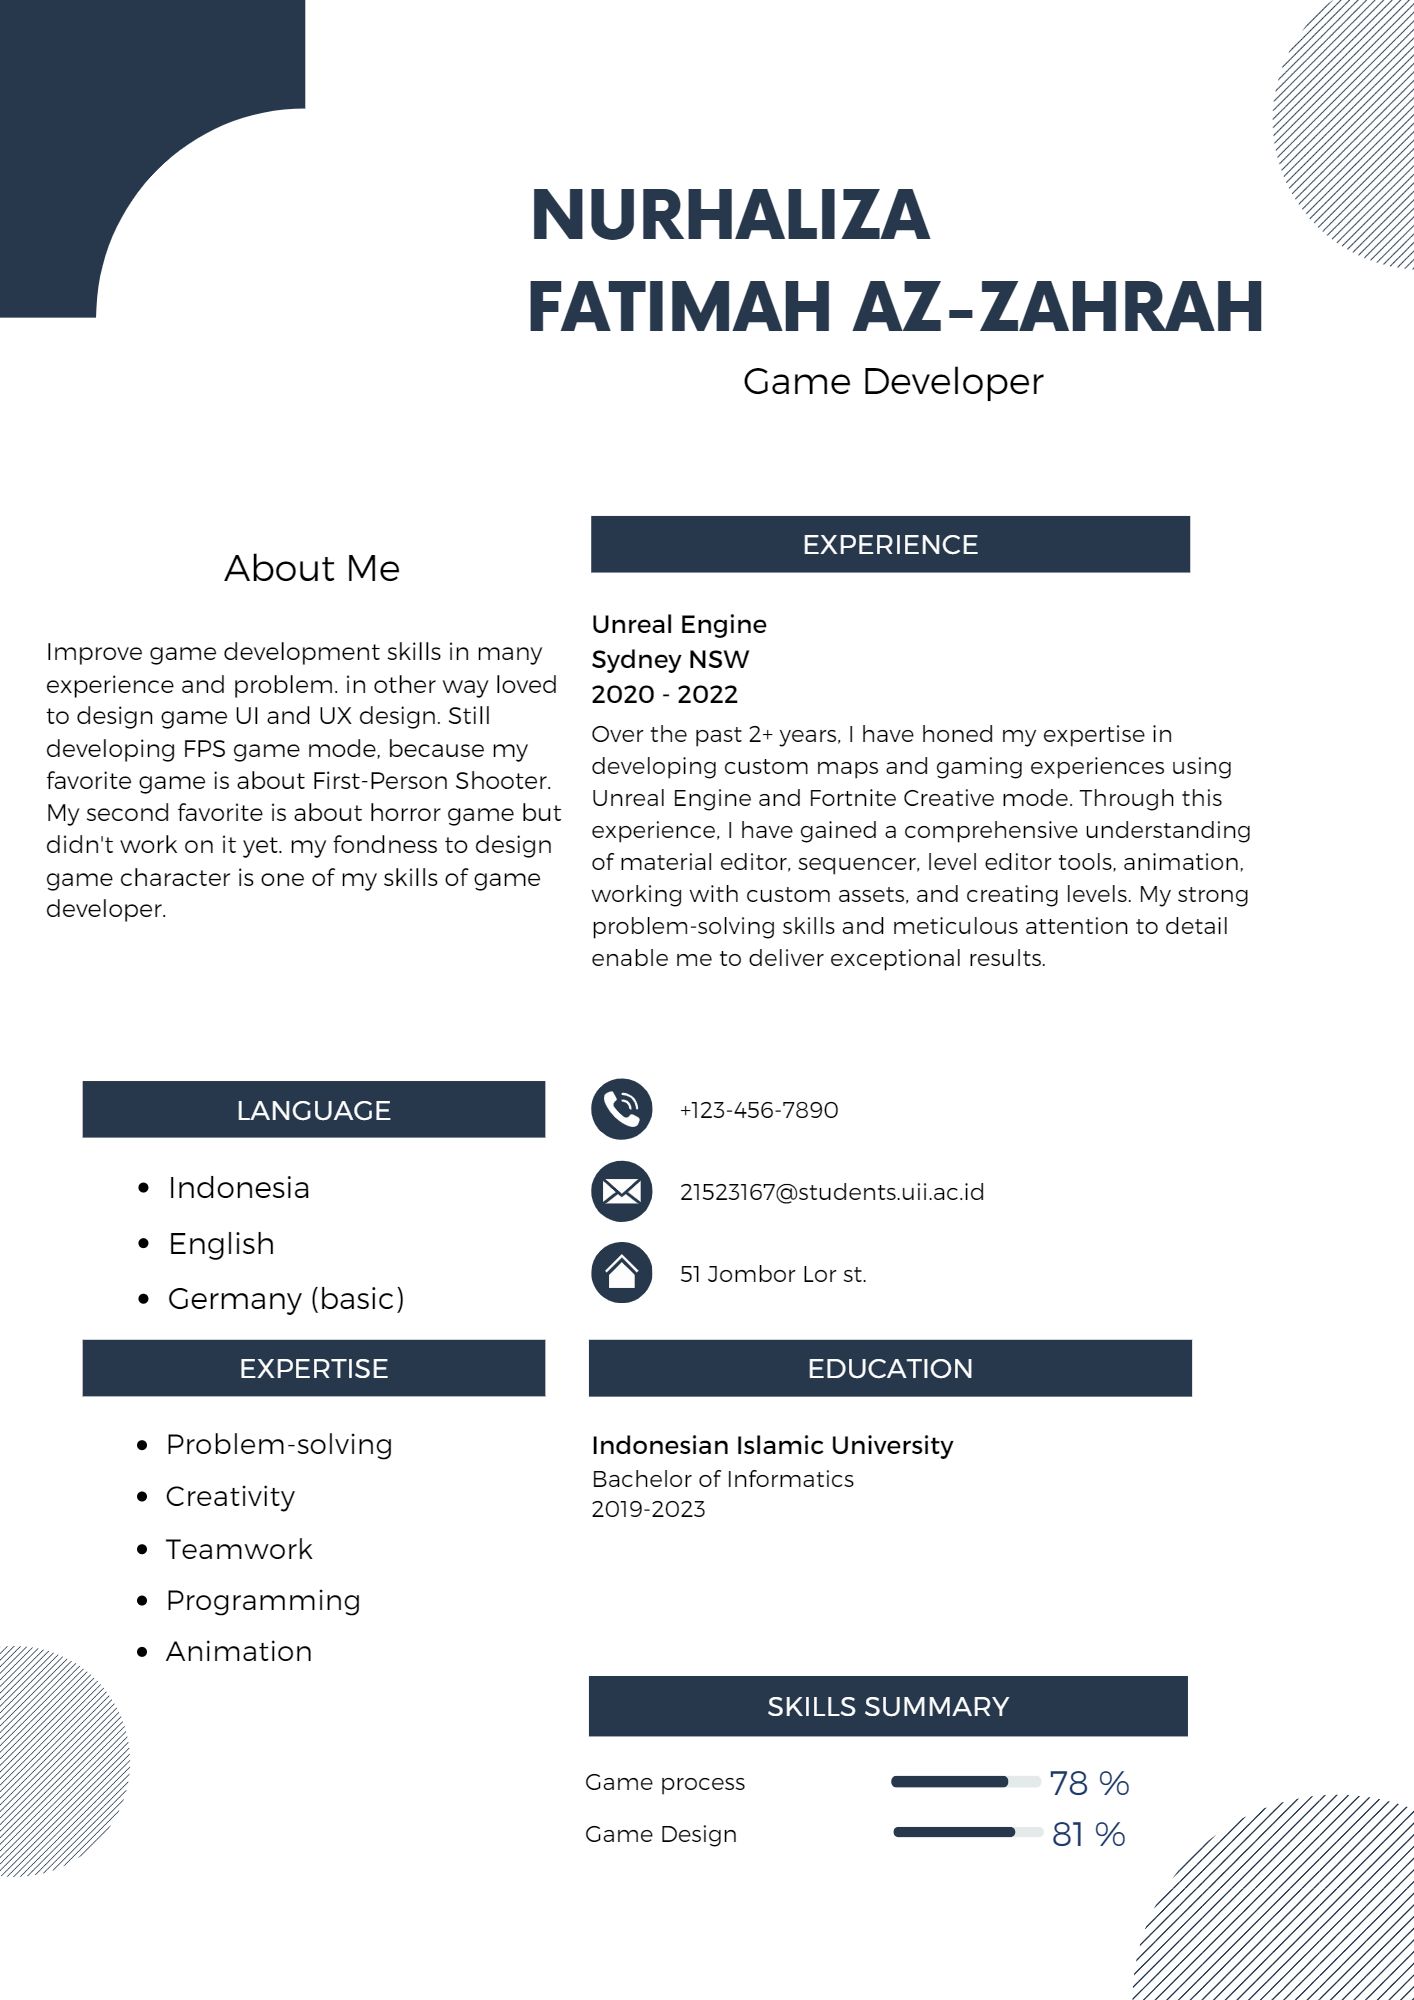 NURHALIZA
FATIMAH AZ-ZAHRAH
Game Developer
About Me
Improve game development skills in many
experience and problem. in other way loved
to design game UI and UX design. Still
developing FPS game mode, because my
favorite game is about First-Person Shooter.
My second favorite is about horror game but
didn't work on it yet. my fondness to design
game character is one of my skills of game
developer.
EXPERIENCE
Unreal Engine
Sydney NSW
2020 - 2022
Over the past 2+ years, I have honed my expertise in
developing custom maps and gaming experiences using
Unreal Engine and Fortnite Creative mode. Through this
experience, I have gained a comprehensive understanding
of material editor, sequencer, level editor tools, animation,
working with custom assets, and creating levels. My strong
problem-solving skills and meticulous attention to detail
enable me to deliver exceptional results.
LANGUAGE
• Indonesia
• English
• Germany (basic)
+123-456-7890
21523167@students.uii.ac.id
51 Jombor Lor st.
EXPERTISE
• Problem-solving
• Creativity
• Teamwork
• Programming
• Animation
EDUCATION
Indonesian Islamic University
Bachelor of Informatics
2019-2023
SKILLS SUMMARY
Game process 78 %
Game Design 81 %